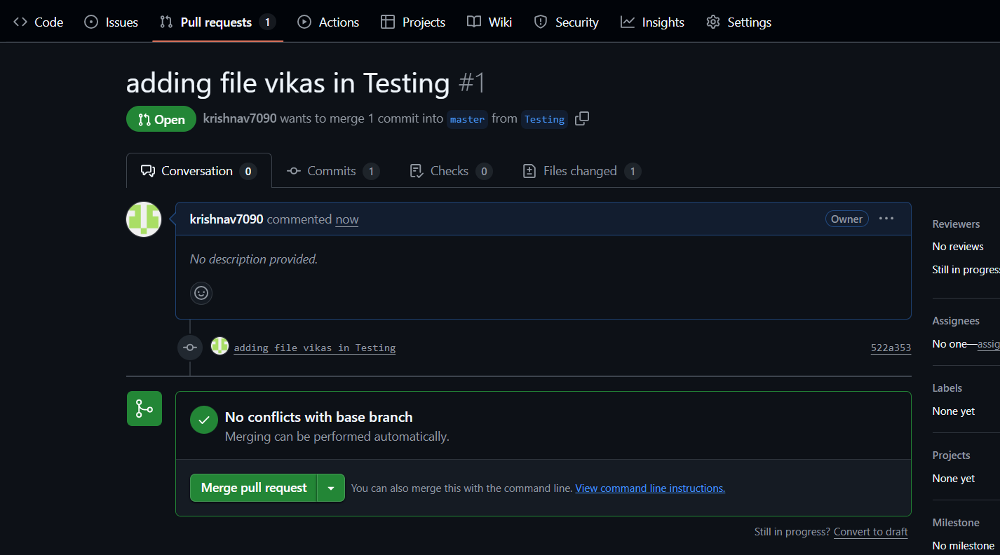 Code Issues Pull requests 1 Actions Projects Wiki Security Insights Settings
adding file vikas in Testing #1
Open krishnav7090 wants to merge 1 commit into master from Testing
Conversation 0 Commits 1 Checks 0 Files changed 1
krishnav7090 commented now Owner
No description provided.
adding file vikas in Testing 522a353
No conflicts with base branch
Merging can be performed automatically.
Merge pull request You can also merge this with the command line. View command line instructions.
Still in progress? Convert to draft
Reviewers
No reviews
Still in progress
Assignees
No one—assig
Labels
None yet
Projects
None yet
Milestone
No milestone